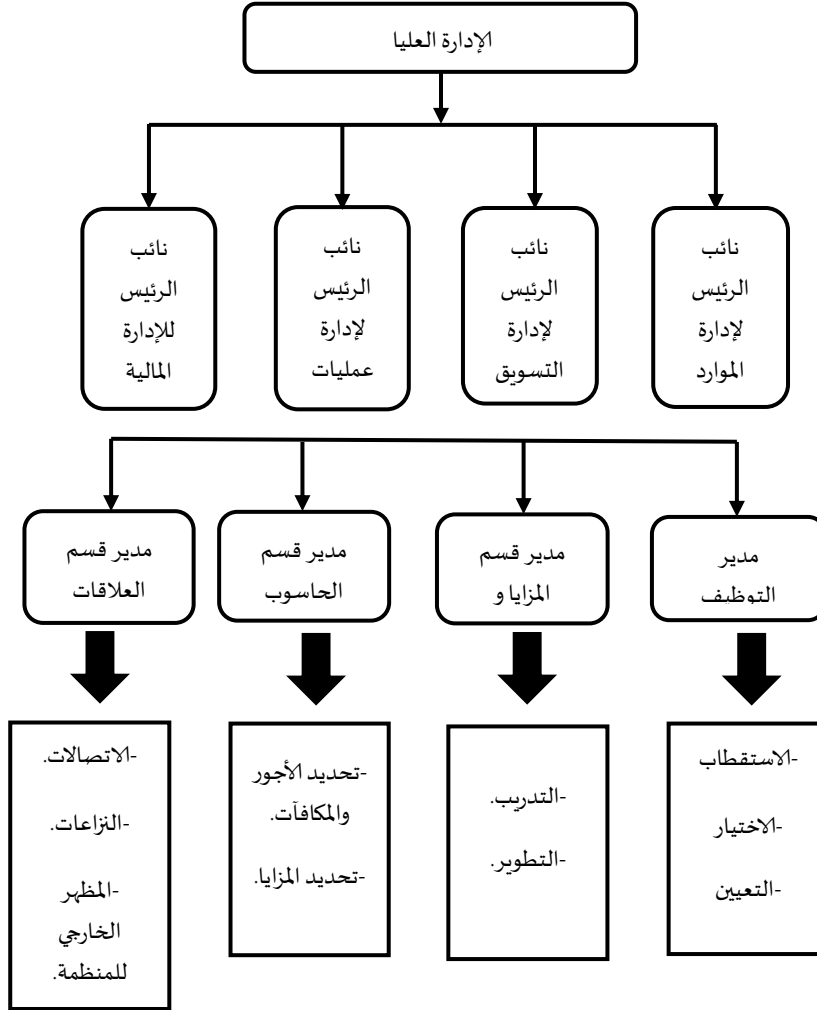 الإدارة العليا
نائب
الرئيس
لإدارة
الموارد
نائب
الرئيس
لإدارة
التسويق
نائب
الرئيس
لإدارة
عمليات
نائب
الرئيس
للإدارة
المالية
مدير
التوظيف
مدير قسم
المزايا و
مدير قسم
الحاسوب
مدير قسم
العلاقات
-الاستقطاب
-الاختيار
-التعيين
-التدريب.
-التطوير.
-تحديد الأجور
والمكافآت.
-تحديد المزايا.
-الاتصالات.
-النزاعات.
-المظهر
الخارجي
للمنظمة.